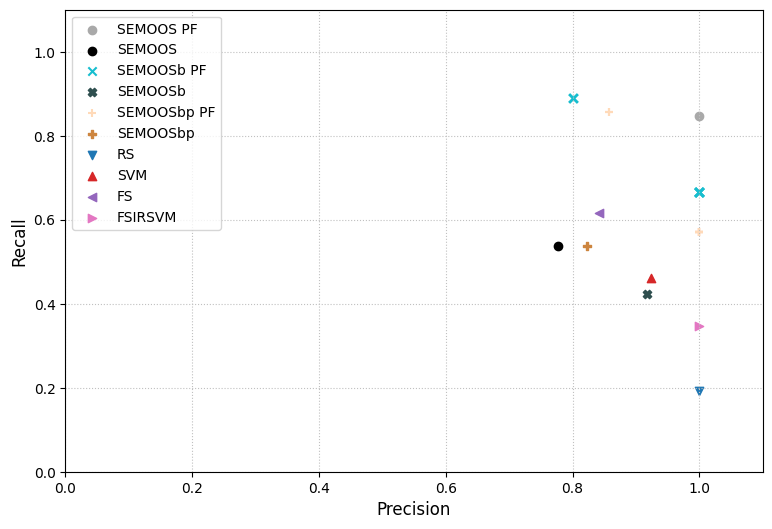 SEMOOS PF
SEMOOS
SEMOOSb PF
SEMOOSb
SEMOOSbp PF
SEMOOSbp
RS
SVM
FS
FSIRSVM
1.0
0.8
0.6
0.4
0.2
0.0
Recall
0.0 0.2 0.4 0.6 0.8 1.0
Precision